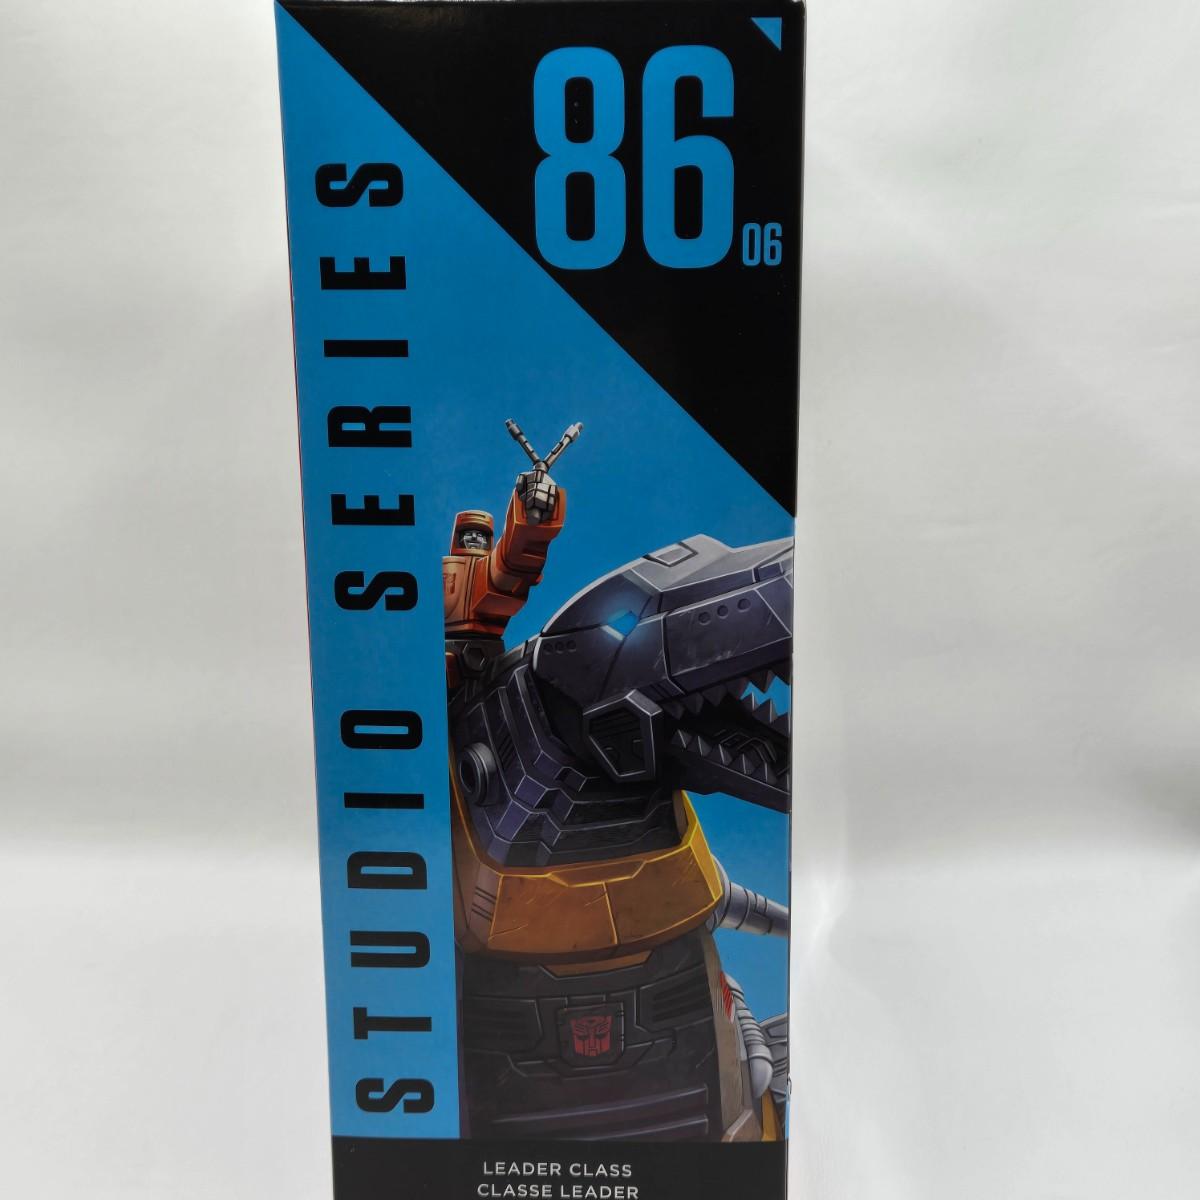 86
06
STUDIO SERIES
LEADER CLASS
CLASSE LEADER